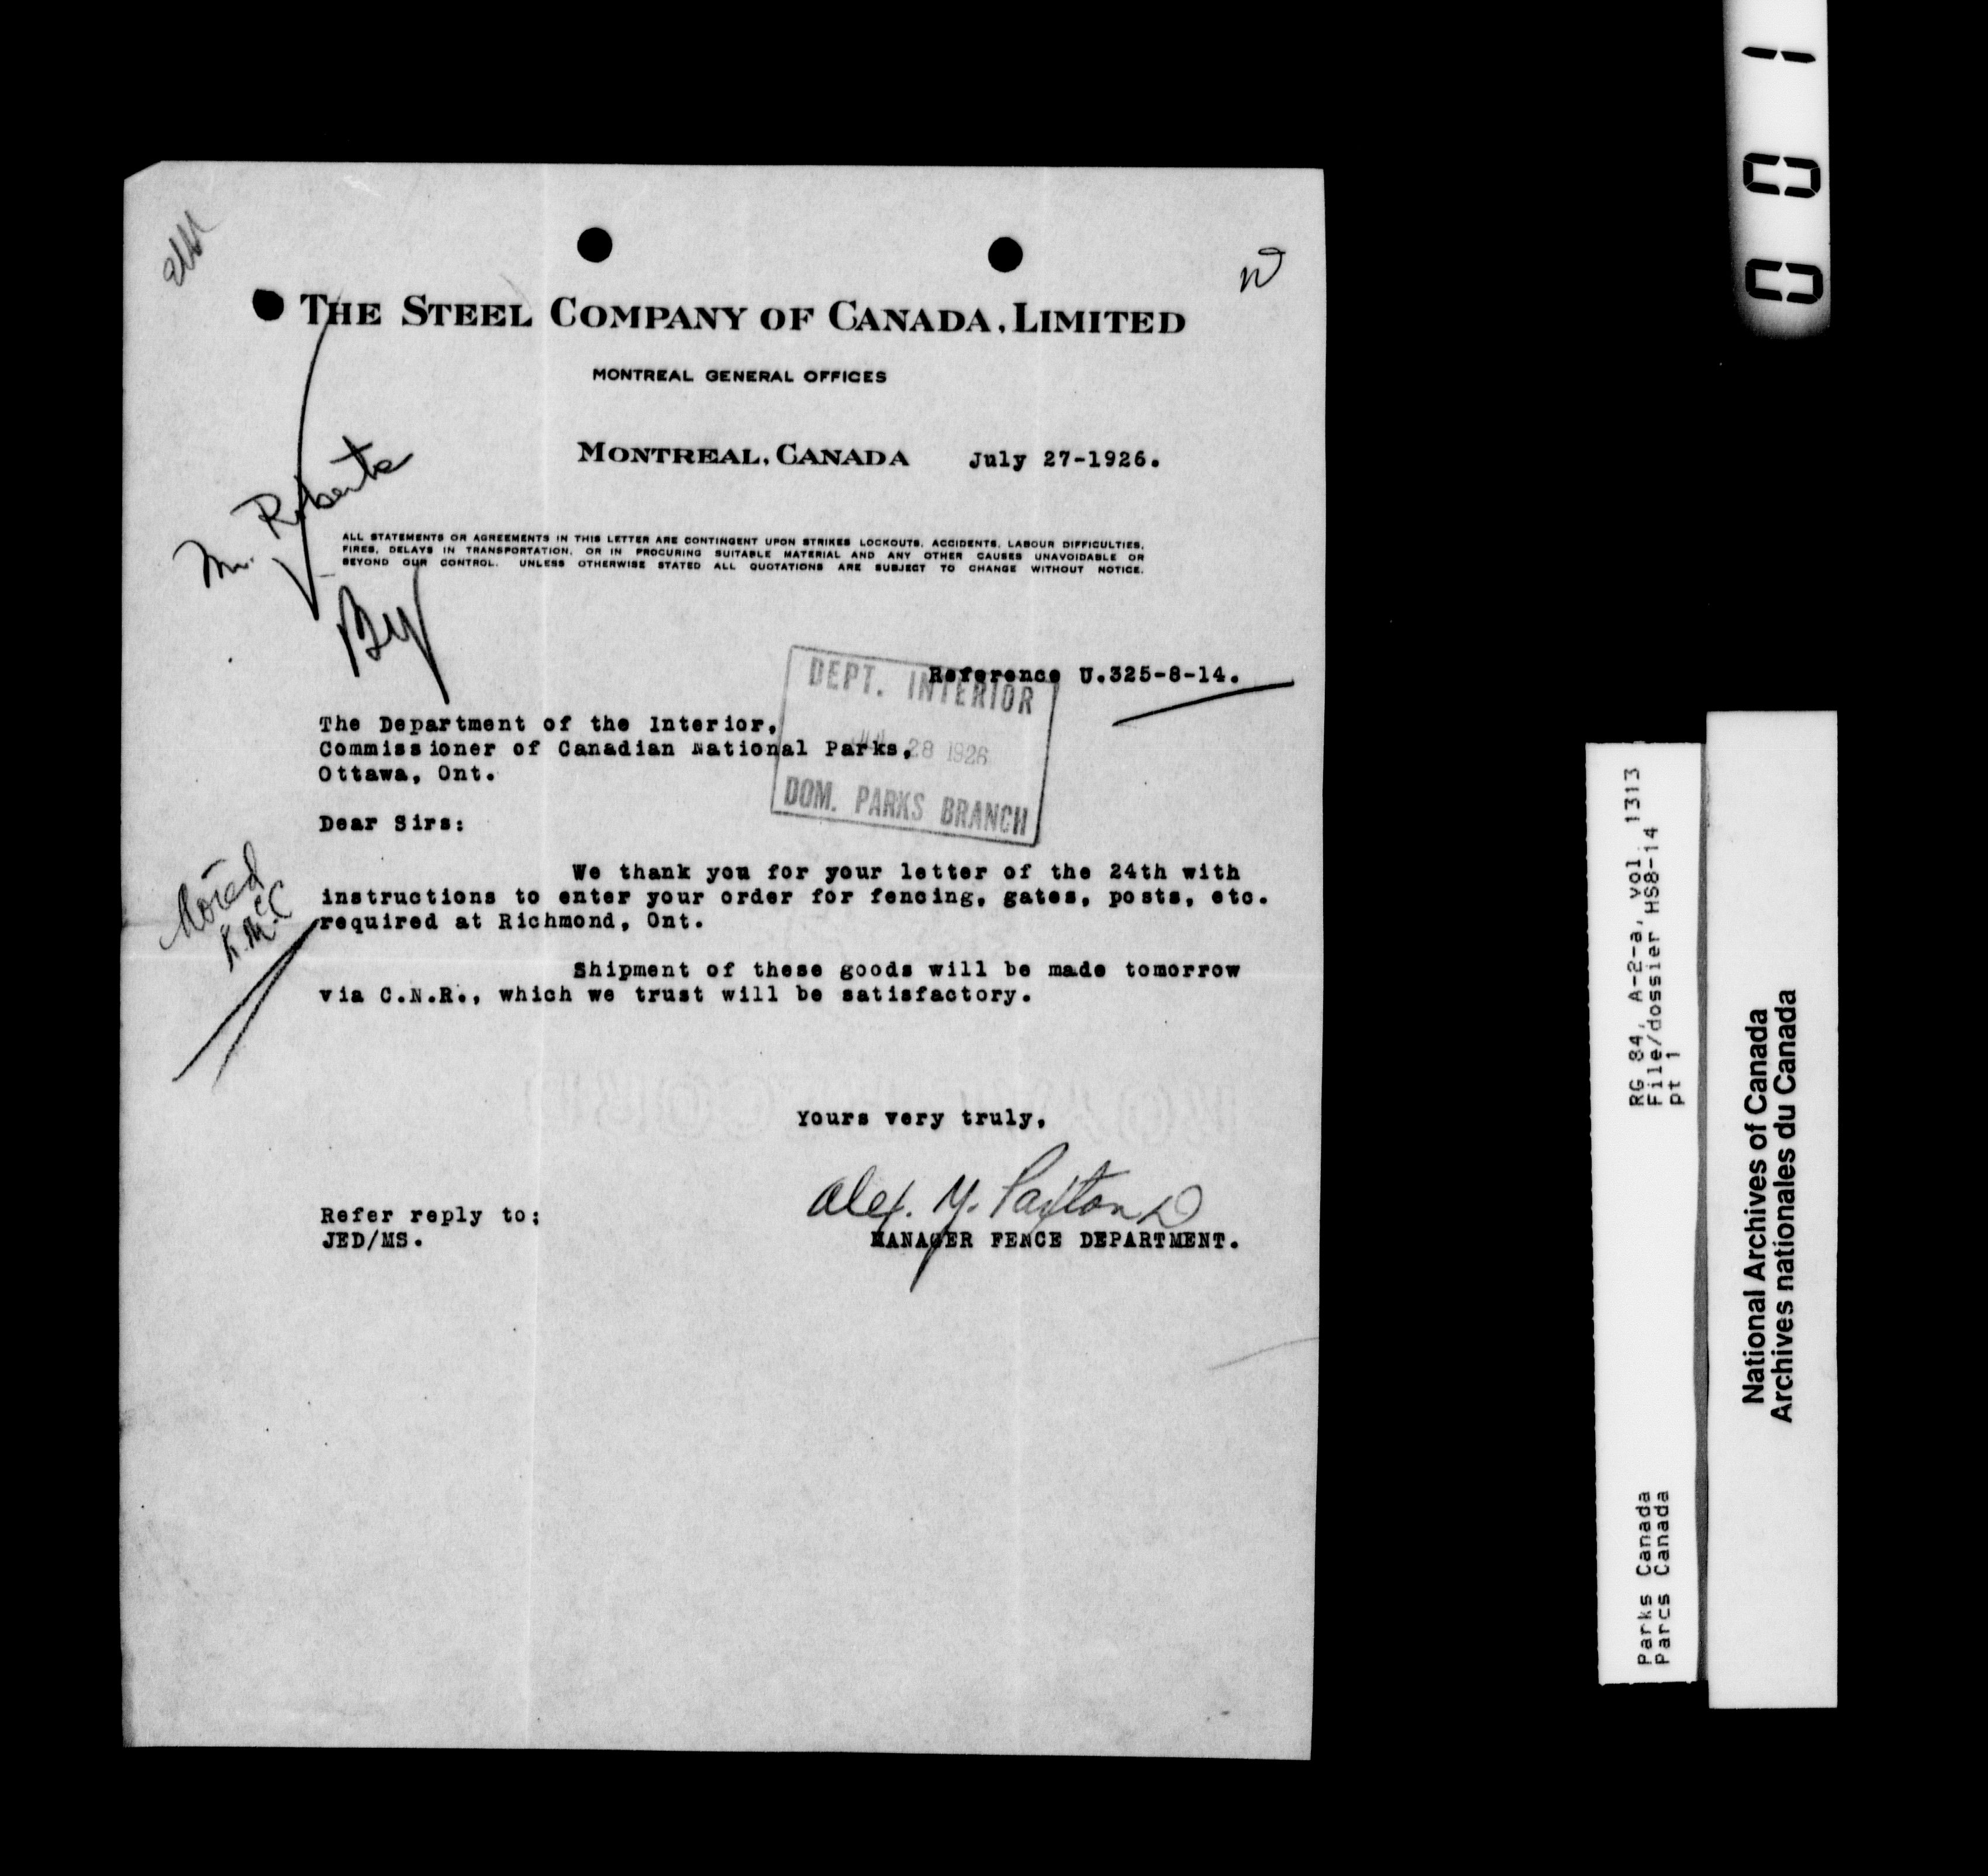 THE STEEL COMPANY OF CANADA, LIMITED
MONTREAL GENERAL OFFICES
MONTREAL, CANADA July 27-1926.
Mr. Roberts
ALL STATEMENTS OR AGREEMENTS IN THIS LETTER ARE CONTINGENT UPON STRIKES LOCKOUTS, ACCIDENTS, LABOUR DIFFICULTIES,
FIRES, DELAYS IN TRANSPORTATION, OR IN PROCURING SUITABLE MATERIAL AND ANY OTHER CAUSES UNAVOIDABLE OR
BEYOND OUR CONTROL. UNLESS OTHERWISE STATED ALL QUOTATIONS ARE SUBJECT TO CHANGE WITHOUT NOTICE.
Reference U.325-8-14.
DEPT. INTERIOR
JUL 28 1926
DOM. PARKS BRANCH
The Department of the Interior,
Commissioner of Canadian National Parks,
Ottawa, Ont.
Dear Sirs:
Noted
We thank you for your letter of the 24th with
instructions to enter your order for fencing, gates, posts, etc.
required at Richmond, Ont.
Shipment of these goods will be made tomorrow
via C.N.R., which we trust will be satisfactory.
Yours very truly,
Alex. Y. Paxton
MANAGER FENCE DEPARTMENT.
Refer reply to;
JED/MS.
001
RG 84, A-2-a, vol. 1313
File/dossier HS8-14
pt 1
Parks Canada
Parcs Canada
National Archives of Canada
Archives nationales du Canada